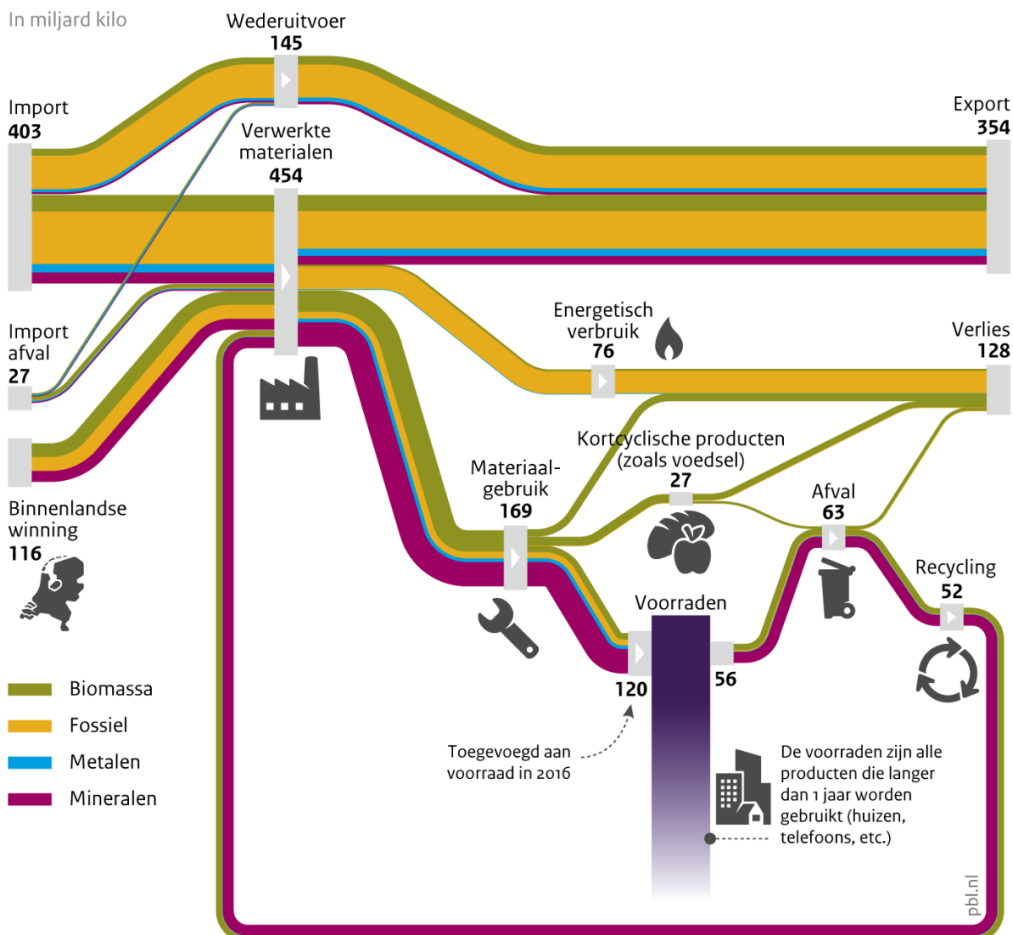 In miljard kilo
Wederuitvoer
145
Import
403
Export
354
Verwerkte
materialen
454
Import
afval
27
Energetisch
verbruik
76
Verlies
128
Kortcyclische producten
(zoals voedsel)
27
Materiaal-
gebruik
169
Afval
63
Binnenlandse
winning
116
Recycling
52
Voorraden
120
56
Biomassa
Fossiel
Metalen
Mineralen
Toegevoegd aan
voorraad in 2016
De voorraden zijn alle
producten die langer
dan 1 jaar worden
gebruikt (huizen,
telefoons, etc.)
pbl.nl